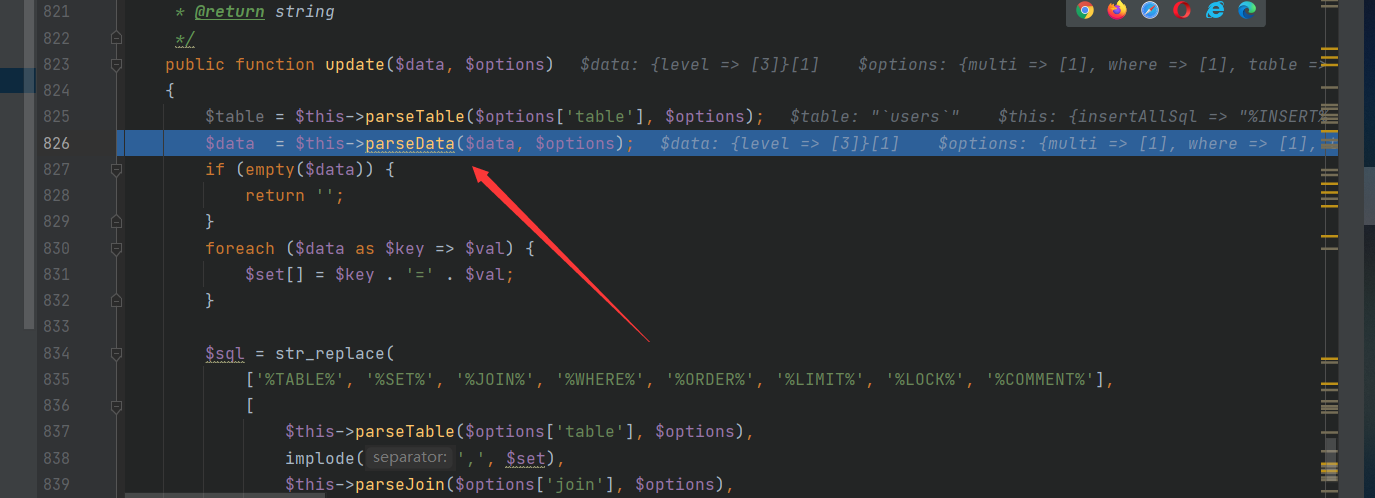 821 * @return string
822 */
823 public function update($data, $options) $data: {level => [3]}[1] $options: {multi => [1], where => [1], table =>
824 {
825 $table = $this->parseTable($options['table'], $options); $table: "`users`" $this: {insertAllSql => "%INSERT%
826 $data = $this->parseData($data, $options); $data: {level => [3]}[1] $options: {multi => [1], where => [1],
827 if (empty($data)) {
828 return '';
829 }
830 foreach ($data as $key => $val) {
831 $set[] = $key . '=' . $val;
832 }
833
834 $sql = str_replace(
835 ['%TABLE%', '%SET%', '%JOIN%', '%WHERE%', '%ORDER%', '%LIMIT%', '%LOCK%', '%COMMENT%'],
836 [
837 $this->parseTable($options['table'], $options),
838 implode( separator: ',', $set),
839 $this->parseJoin($options['join'], $options),